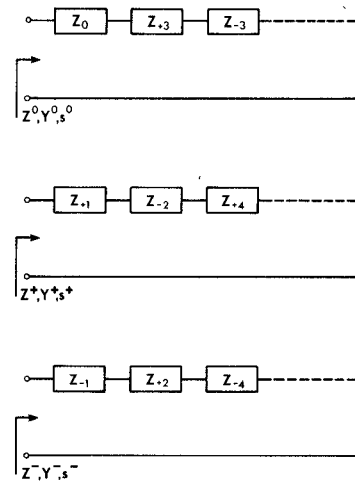 Z₀ Z₊₃ Z₋₃
Z⁰,Y⁰,s⁰
Z₊₁ Z₋₂ Z₊₄
Z⁺,Y⁺,s⁺
Z₋₁ Z₊₂ Z₋₄
Z⁻,Y⁻,s⁻